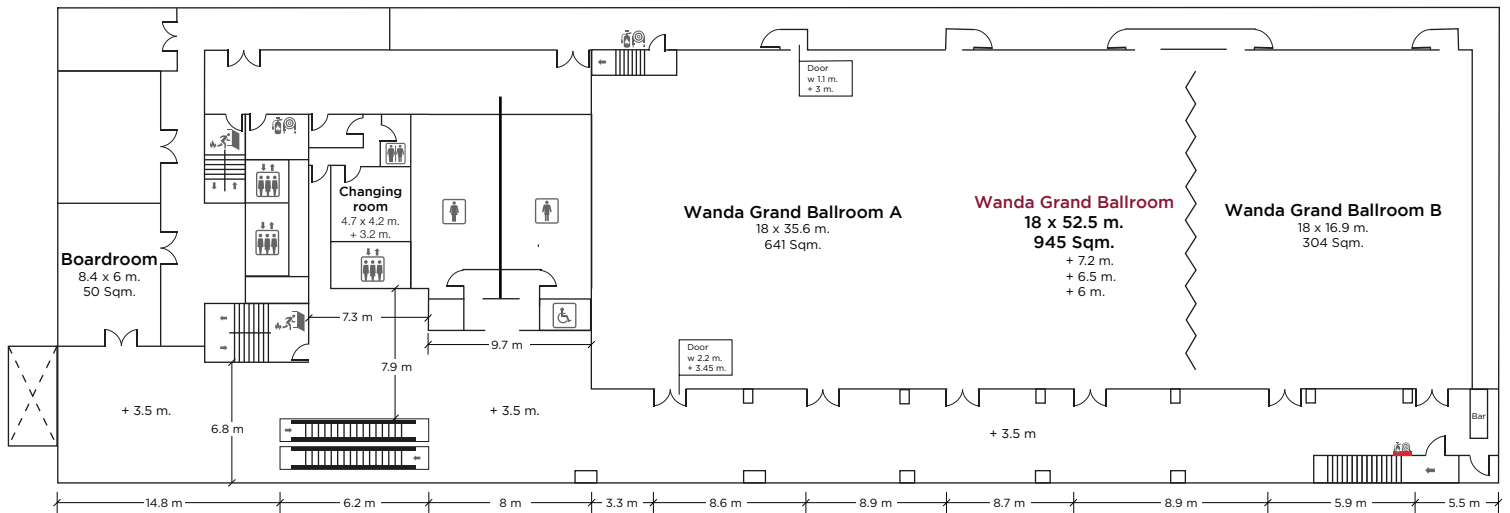 Door
w 1.1 m.
+ 3 m.
Changing
room
4.7 x 4.2 m.
+ 3.2 m.
Boardroom
8.4 x 6 m.
50 Sqm.
Wanda Grand Ballroom A
18 x 35.6 m.
641 Sqm.
Wanda Grand Ballroom
18 x 52.5 m.
945 Sqm.
+ 7.2 m.
+ 6.5 m.
+ 6 m.
Wanda Grand Ballroom B
18 x 16.9 m.
304 Sqm.
7.3 m
9.7 m
7.9 m
Door
w 2.2 m.
+ 3.45 m.
+ 3.5 m.
6.8 m
+ 3.5 m.
+ 3.5 m
Bar
14.8 m
6.2 m
8 m
3.3 m
8.6 m
8.9 m
8.7 m
8.9 m
5.9 m
5.5 m